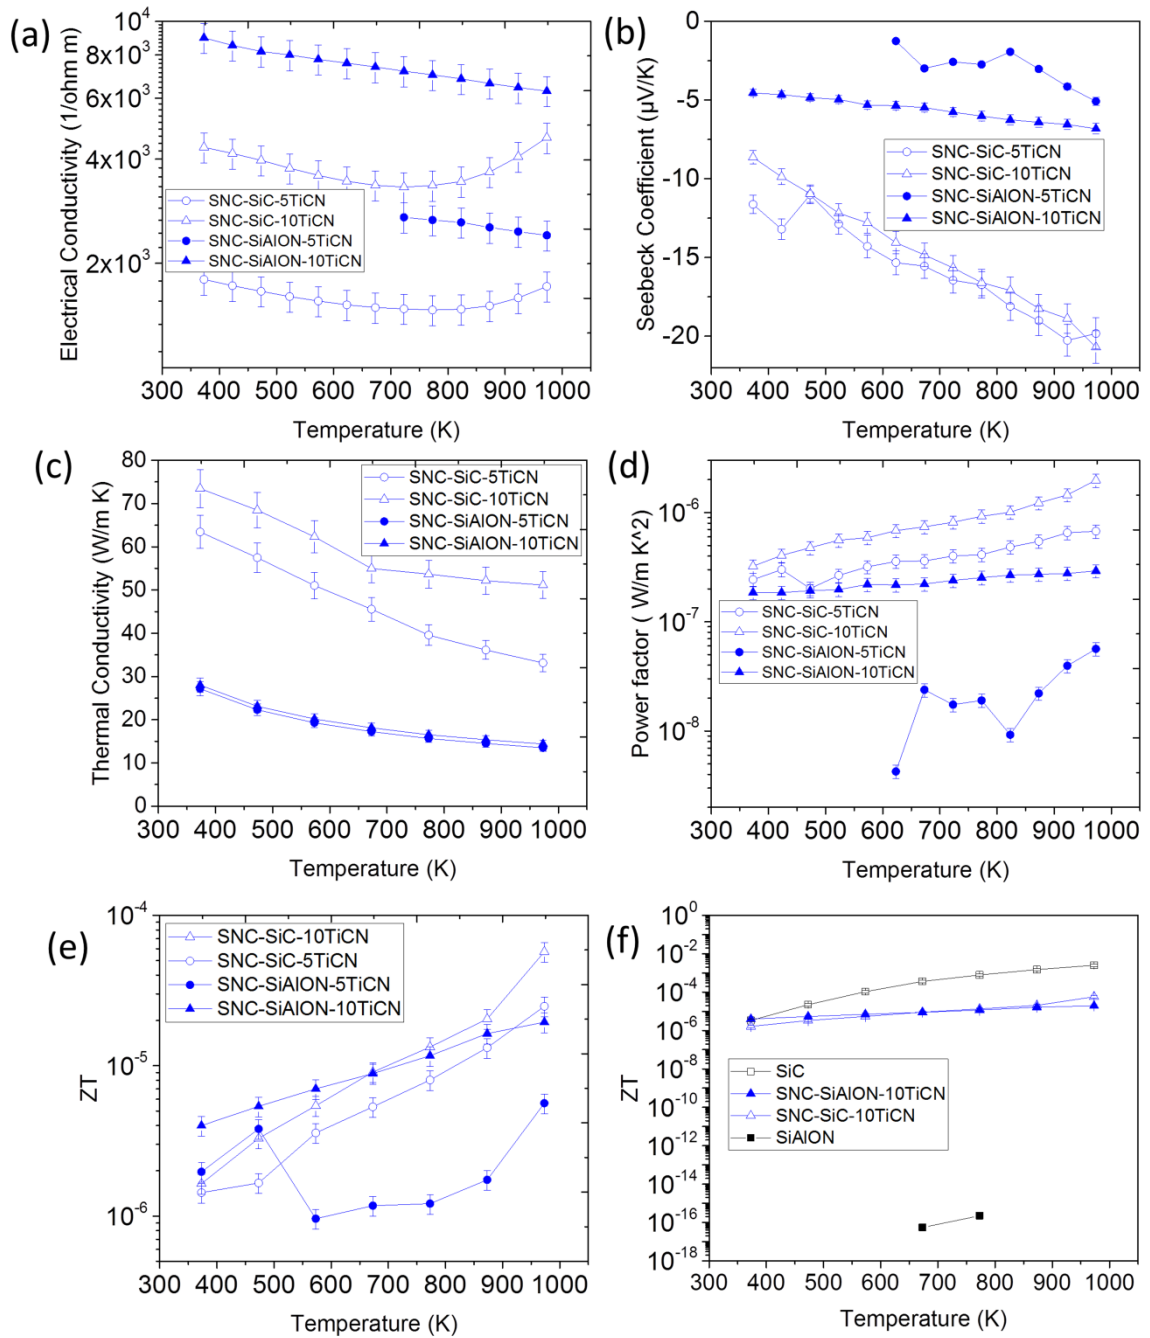 (a)
10^4
8x10^3
6x10^3
4x10^3
2x10^3
Electrical Conductivity (1/ohm m)
SNC-SiC-5TiCN
SNC-SiC-10TiCN
SNC-SiAlON-5TiCN
SNC-SiAlON-10TiCN
300 400 500 600 700 800 900 1000
Temperature (K)
(b)
-0
-5
-10
-15
-20
Seebeck Coefficient (µV/K)
SNC-SiC-5TiCN
SNC-SiC-10TiCN
SNC-SiAlON-5TiCN
SNC-SiAlON-10TiCN
300 400 500 600 700 800 900 1000
Temperature (K)
(c)
80
70
60
50
40
30
20
10
0
Thermal Conductivity (W/m K)
SNC-SiC-5TiCN
SNC-SiC-10TiCN
SNC-SiAlON-5TiCN
SNC-SiAlON-10TiCN
300 400 500 600 700 800 900 1000
Temperature (K)
(d)
10^-6
10^-7
10^-8
Power factor ( W/m K^2)
SNC-SiC-5TiCN
SNC-SiC-10TiCN
SNC-SiAlON-5TiCN
SNC-SiAlON-10TiCN
300 400 500 600 700 800 900 1000
Temperature (K)
(e)
10^-4
10^-5
10^-6
ZT
SNC-SiC-10TiCN
SNC-SiC-5TiCN
SNC-SiAlON-5TiCN
SNC-SiAlON-10TiCN
300 400 500 600 700 800 900 1000
Temperature (K)
(f)
10^0
10^-2
10^-4
10^-6
10^-8
10^-10
10^-12
10^-14
10^-16
10^-18
ZT
SiC
SNC-SiAlON-10TiCN
SNC-SiC-10TiCN
SiAlON
300 400 500 600 700 800 900 1000
Temperature (K)